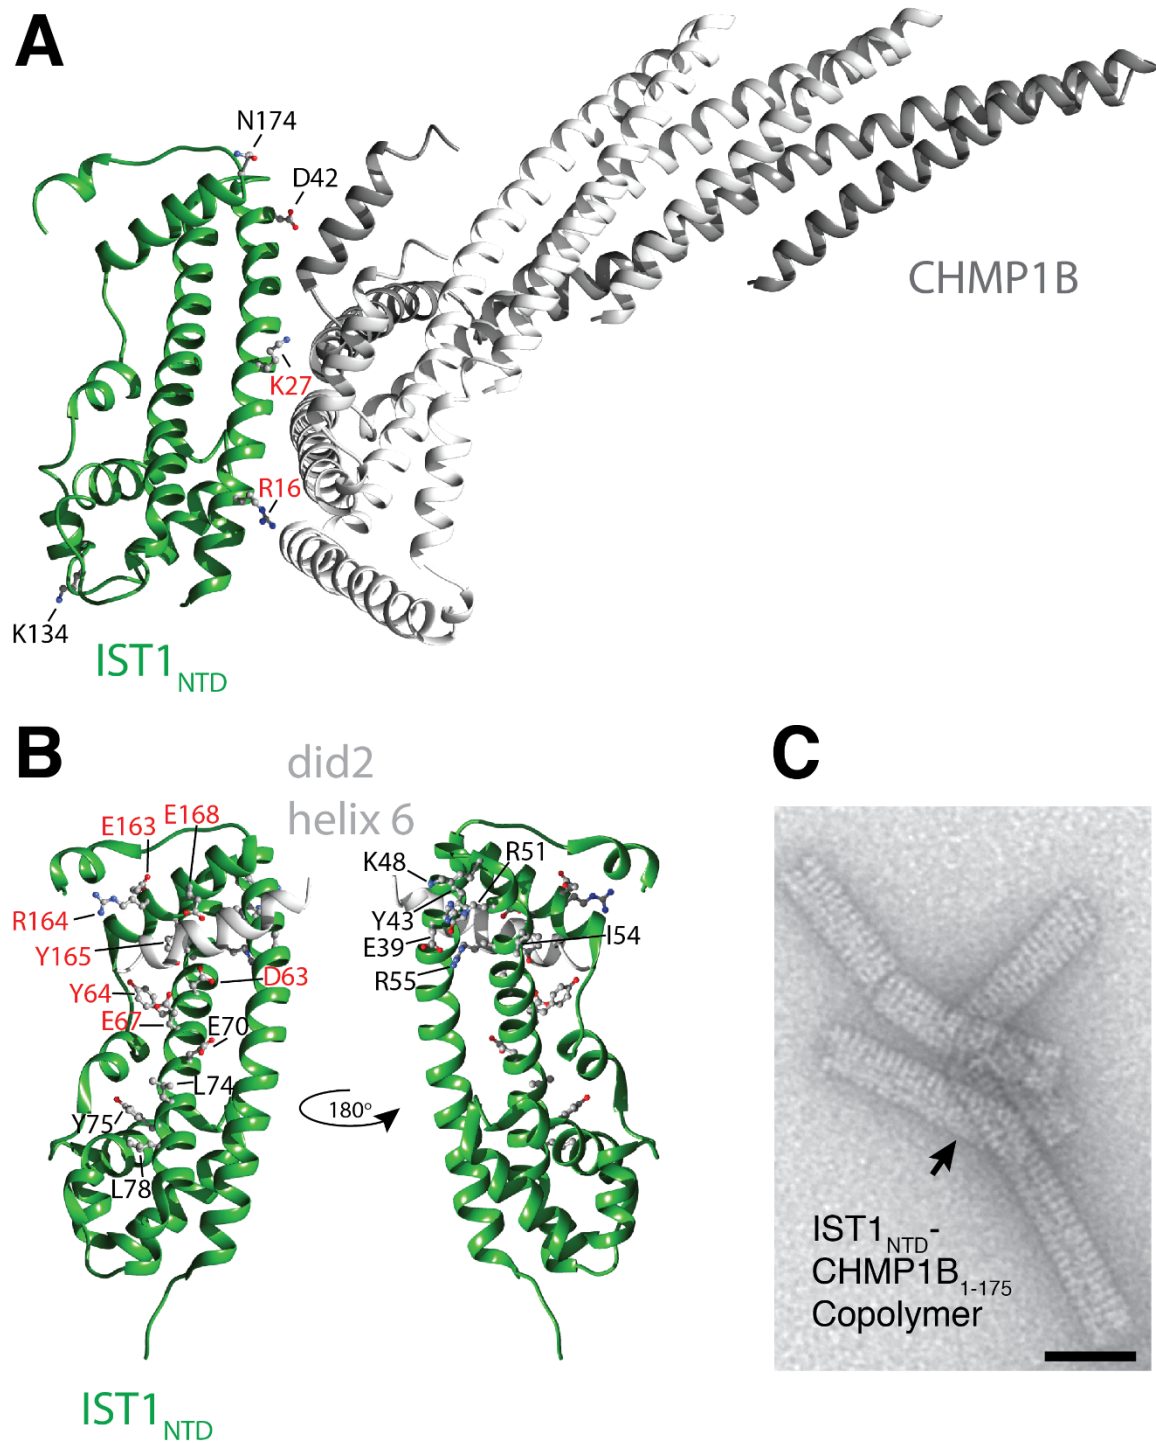 A
N174
D42
CHMP1B
K27
R16
K134
IST1NTD
B
did2
helix 6
E163
E168
R164
Y165
D63
Y64
E67
E70
L74
Y75
L78
180°
K48
R51
Y43
E39
I54
R55
IST1NTD
C
IST1NTD-
CHMP1B1-175
Copolymer